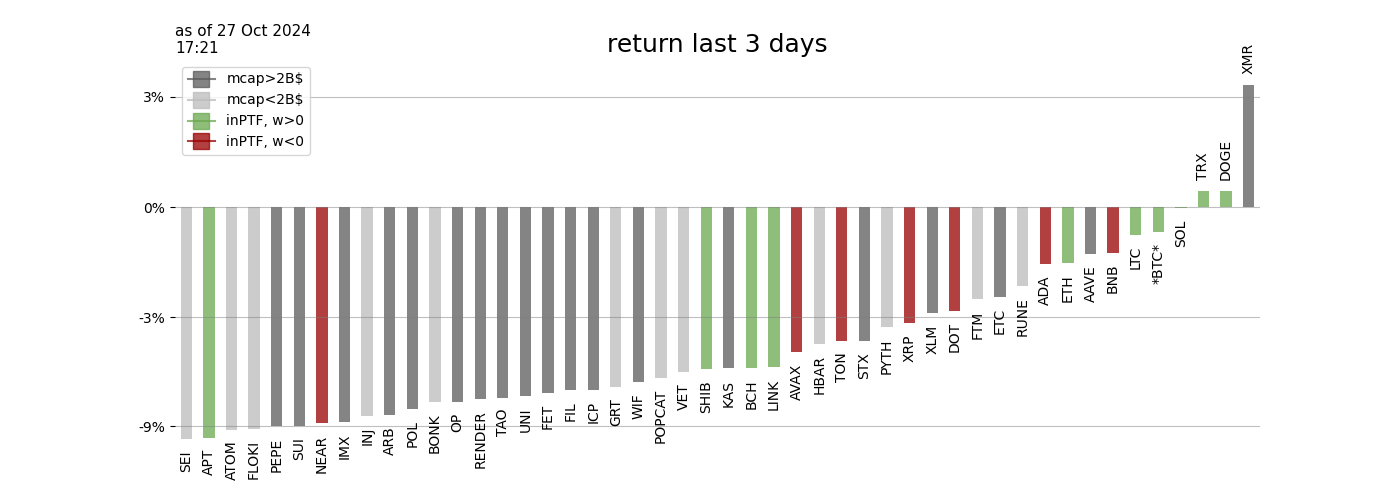 as of 27 Oct 2024
17:21
return last 3 days
mcap>2B$
mcap<2B$
inPTF, w>0
inPTF, w<0
3%
0%
-3%
-9%
SEI
APT
ATOM
FLOKI
PEPE
SUI
NEAR
IMX
INJ
ARB
POL
BONK
OP
RENDER
TAO
UNI
FET
FIL
ICP
GRT
WIF
POPCAT
VET
SHIB
KAS
BCH
LINK
AVAX
HBAR
TON
STX
PYTH
XRP
XLM
DOT
FTM
ETC
RUNE
ADA
ETH
AAVE
BNB
LTC
*BTC*
SOL
TRX
DOGE
XMR